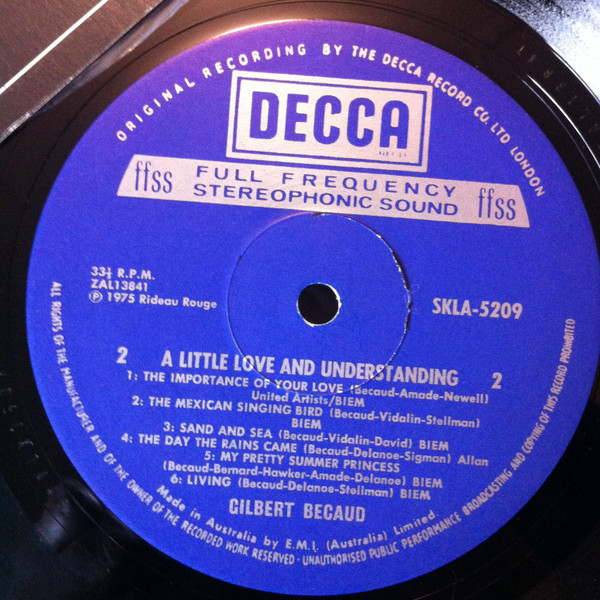 ORIGINAL RECORDING BY THE DECCA RECORD CO. LTD. LONDON
DECCA
ffss FULL FREQUENCY STEREOPHONIC SOUND ffss
33⅓ R.P.M.
ZAL13841
Ⓟ 1975 Rideau Rouge
SKLA-5209
2 A LITTLE LOVE AND UNDERSTANDING 2
1: THE IMPORTANCE OF YOUR LOVE (Becaud-Amade-Newell)
United Artists/BIEM
2: THE MEXICAN SINGING BIRD (Becaud-Vidalin-Stellman)
BIEM
3: SAND AND SEA (Becaud-Vidalin-David) BIEM
4: THE DAY THE RAINS CAME (Becaud-Delanoe-Sigman) Allan
5: MY PRETTY SUMMER PRINCESS
(Becaud-Bernard-Hawker-Amade-Delanoe) BIEM
6: LIVING (Becaud-Delanoe-Stellman) BIEM
GILBERT BECAUD
Made in Australia by E.M.I. (Australia) Limited.
ALL RIGHTS OF THE MANUFACTURER AND OF THE OWNER OF THE RECORDED WORK RESERVED - UNAUTHORISED PUBLIC PERFORMANCE BROADCASTING AND COPYING OF THIS RECORD PROHIBITED